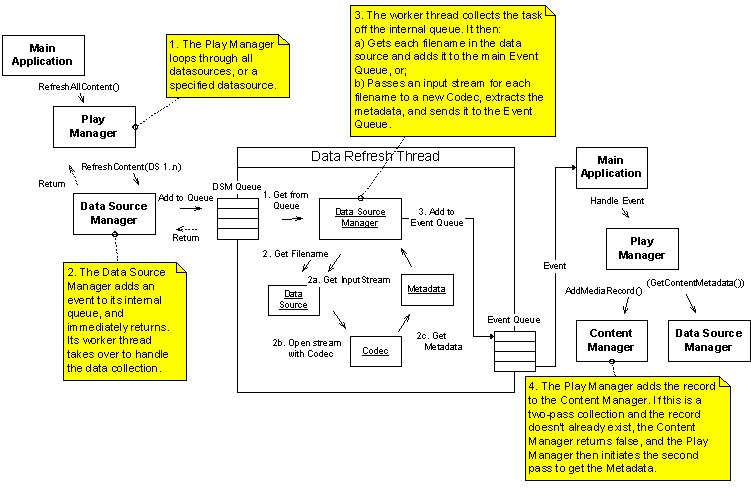 Main
Application
RefreshAllContent()
Play
Manager
1. The Play Manager
loops through all
datasources, or a
specified datasource.
3. The worker thread collects the task
off the internal queue. It then:
a) Gets each filename in the data
source and adds it to the main Event
Queue, or;
b) Passes an input stream for each
filename to a new Codec, extracts the
metadata, and sends it to the Event
Queue.
RefreshContent(DS 1..n)
Return
Data Source
Manager
Add to Queue
Return
DSM Queue
2. The Data Source
Manager adds an
event to its internal
queue, and
immediately returns.
Its worker thread
takes over to handle
the data collection.
Data Refresh Thread
1. Get from
Queue
Data Source
Manager
3. Add to
Event Queue
2. Get Filename
2a. Get InputStream
Data
Source
Metadata
2b. Open stream
with Codec
Codec
2c. Get
Metadata
Event Queue
Event
Main
Application
Handle Event
Play
Manager
AddMediaRecord()
(GetContentMetadata())
Content
Manager
Data Source
Manager
4. The Play Manager adds the record
to the Content Manager. If this is a
two-pass collection and the record
doesn't already exist, the Content
Manager returns false, and the Play
Manager then initiates the second
pass to get the Metadata.